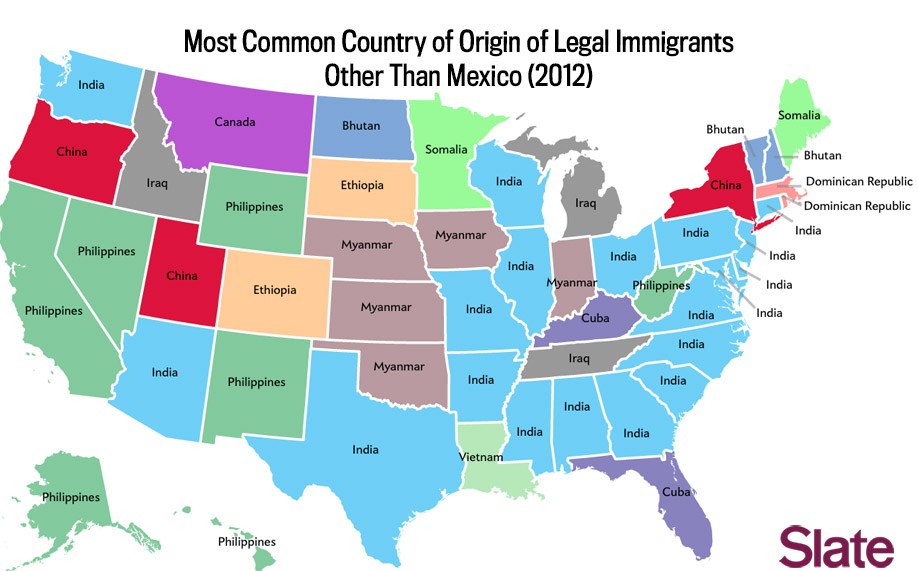 Most Common Country of Origin of Legal Immigrants
Other Than Mexico (2012)
India
Canada
Bhutan
Somalia
Somalia
Bhutan
Bhutan
China
Iraq
Ethiopia
India
Iraq
China
Dominican Republic
Dominican Republic
Philippines
Myanmar
Myanmar
India
India
Philippines
China
Ethiopia
India
India
Myanmar
Philippines
India
India
India
Philippines
Myanmar
India
Cuba
India
India
India
Philippines
Myanmar
India
Iraq
India
India
India
India
India
India
Vietnam
Cuba
Philippines
Philippines
Slate